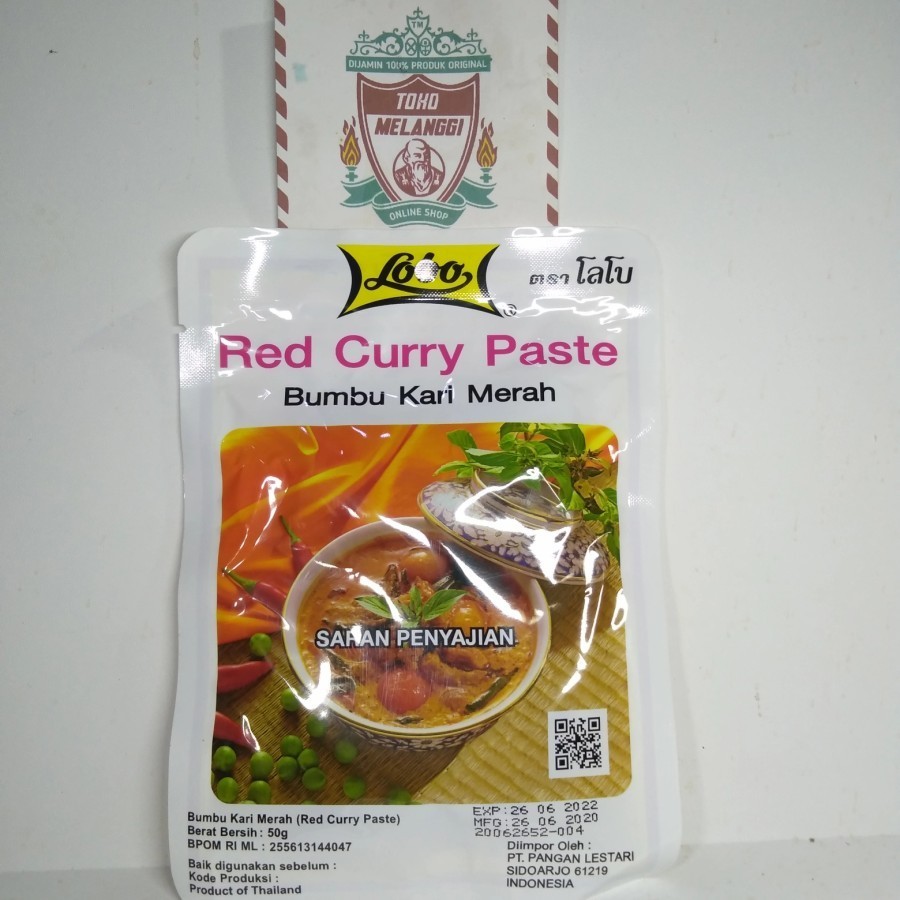 TM
DIJAMIN 100% PRODUK ORIGINAL
TOKO
MELANGGI
ONLINE SHOP
Lobo
®
ตรา โลโบ
Red Curry Paste
Bumbu Kari Merah
SARAN PENYAJIAN
Bumbu Kari Merah (Red Curry Paste)
Berat Bersih : 50g
BPOM RI ML : 255613144047
Baik digunakan sebelum :
Kode Produksi :
Product of Thailand
EXP:26 06 2022
MFG:26 06 2020
20062652-004
Diimpor Oleh :
PT. PANGAN LESTARI
SIDOARJO 61219
INDONESIA